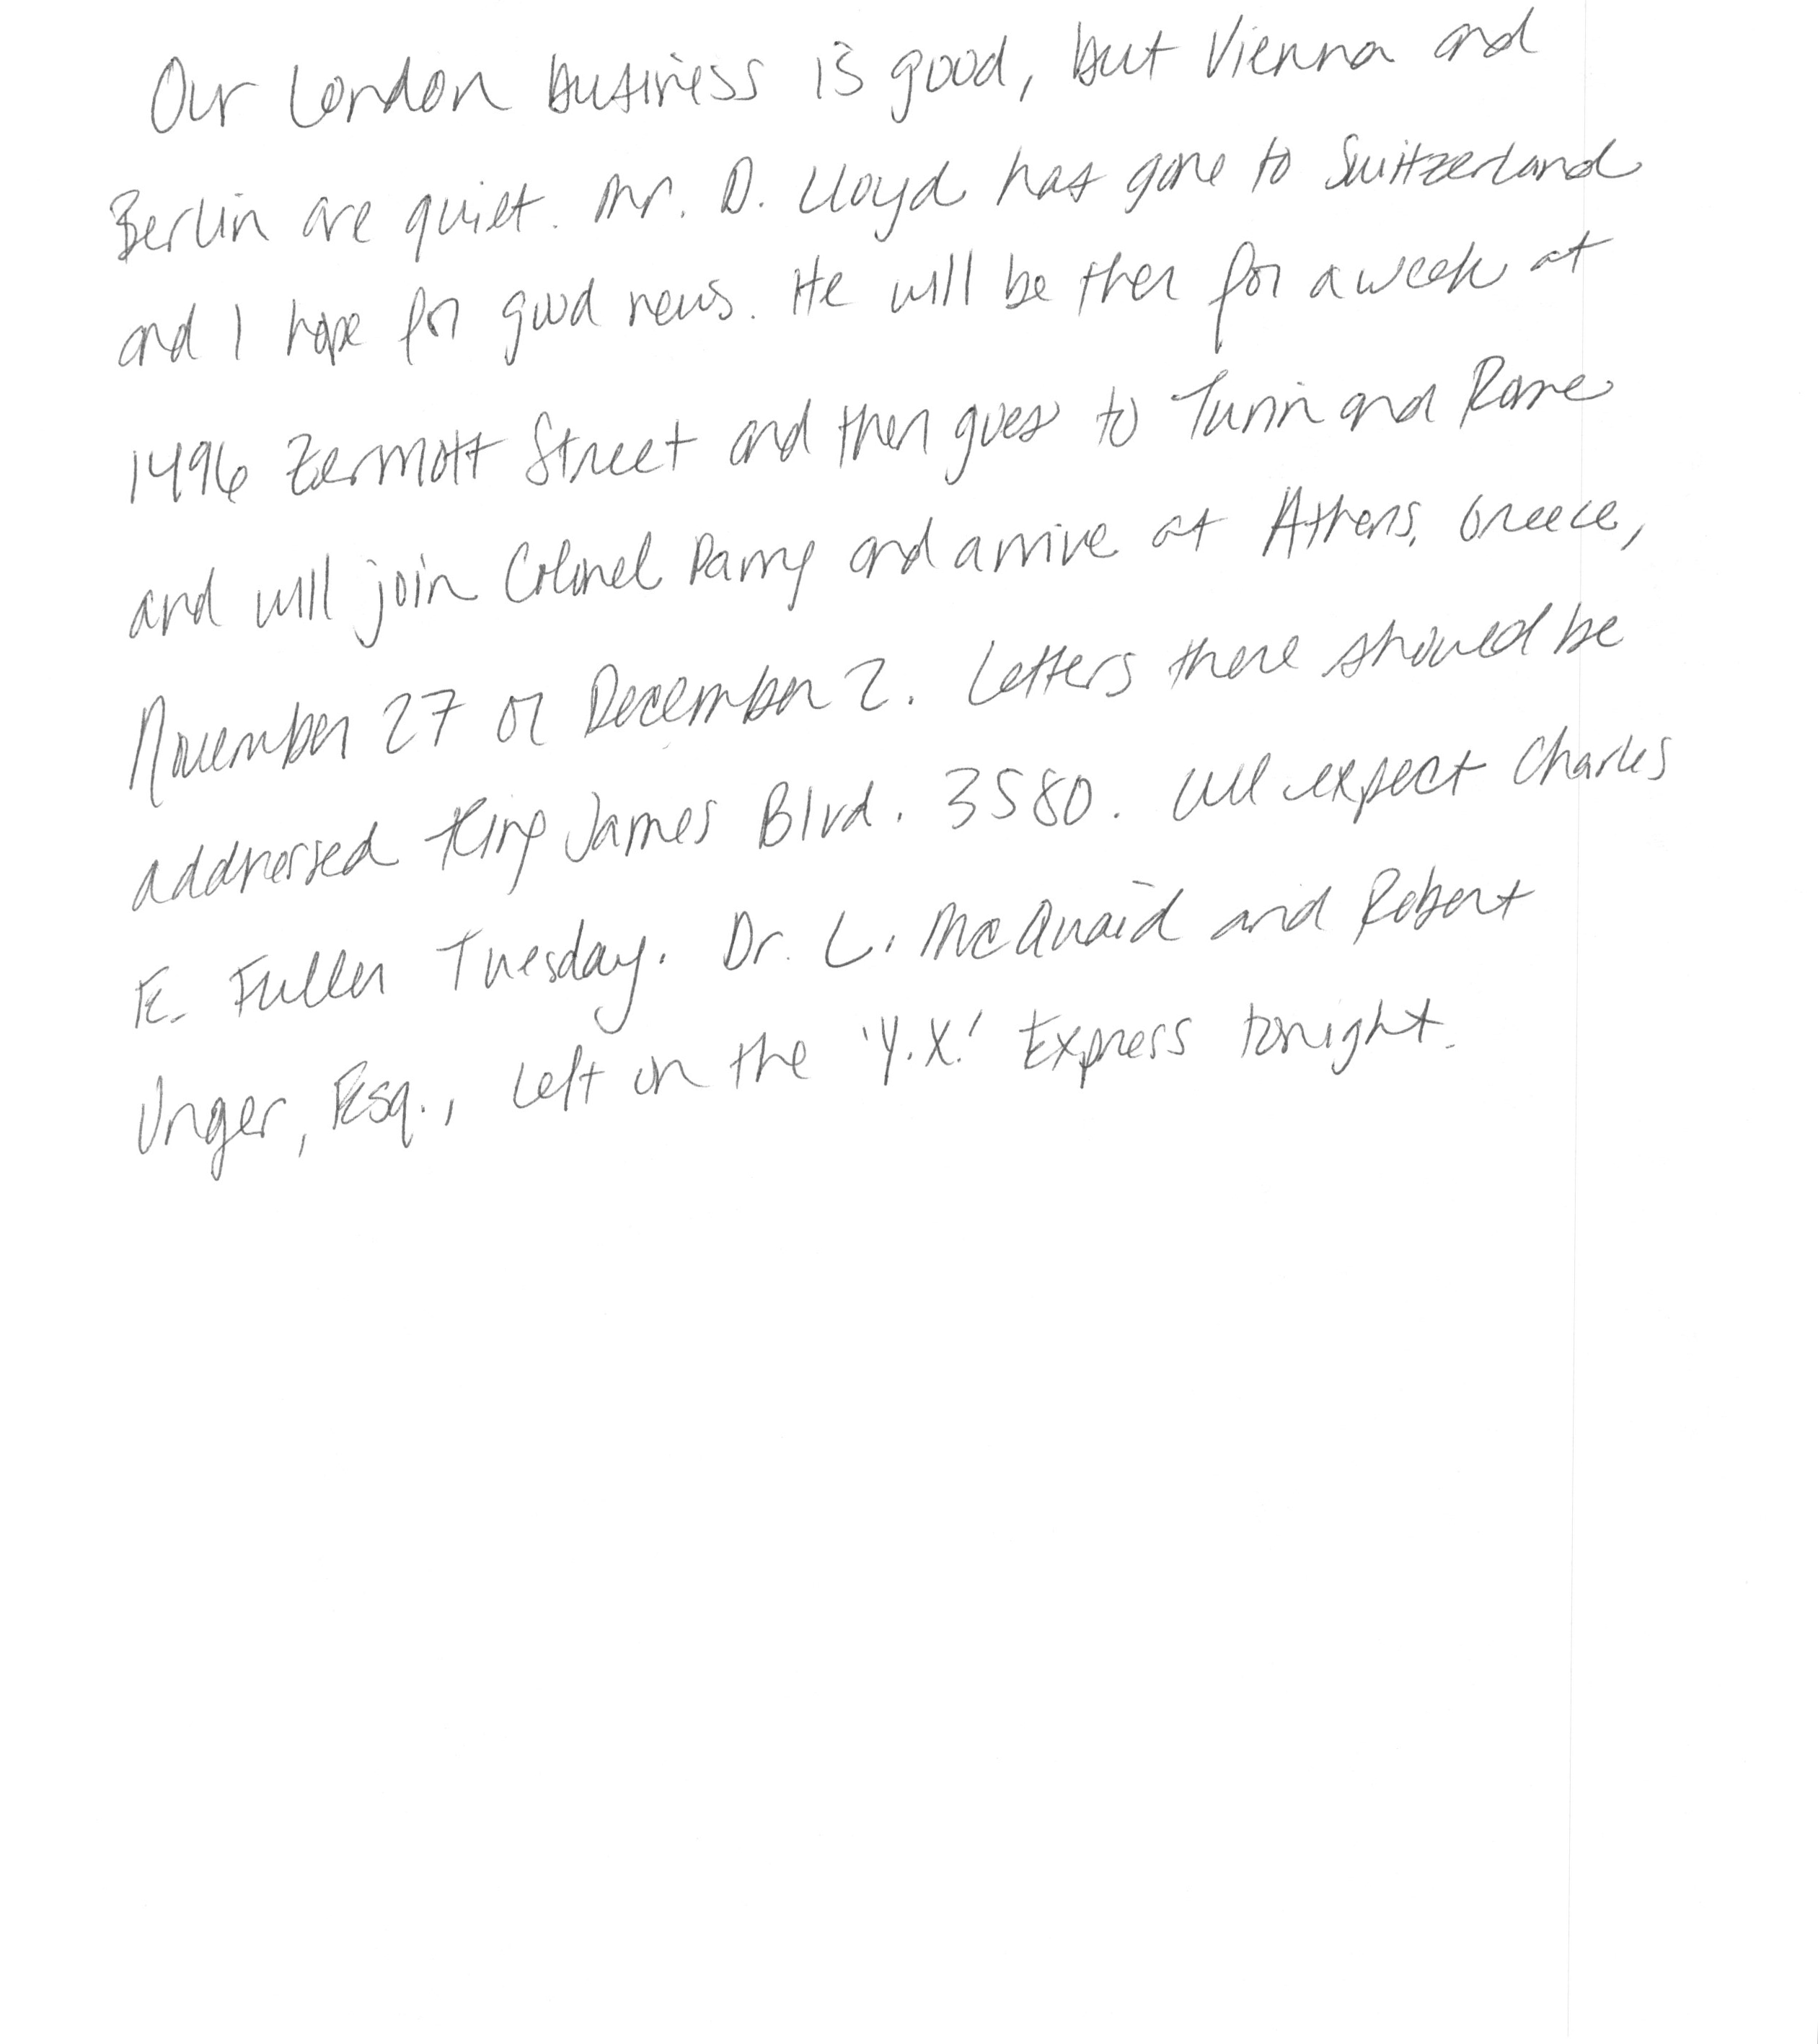 Our London business is good, but Vienna and
Berlin are quiet. Mr. D. Lloyd has gone to Switzerland
and I hope for good news. He will be ther for a week at
1496 Zermott Street and then goes to Turin and Rome
and will join Colonel Parry and arrive at Athens, Greece,
November 27 or December 2. Letters there should be
addressed King James Blvd. 3580. We expect Charles
E. Fuller Tuesday. Dr. L. McQuaid and Robert
Unger, Esq., left on the 'Y.X.' Express tonight.